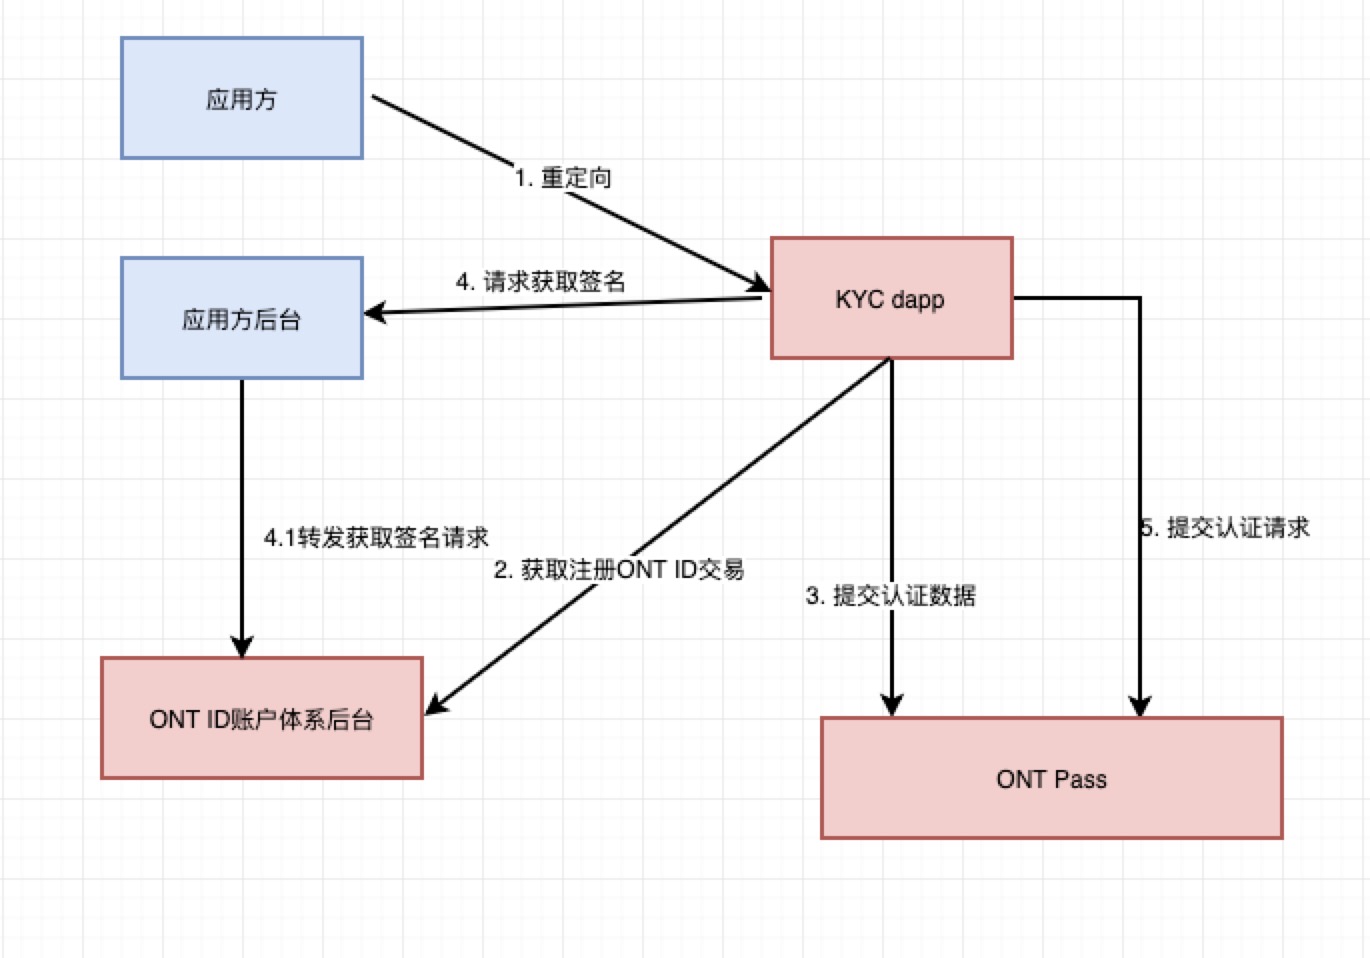 应用方
1. 重定向
KYC dapp
4. 请求获取签名
应用方后台
4.1转发获取签名请求
2. 获取注册ONT ID交易
3. 提交认证数据
5. 提交认证请求
ONT ID账户体系后台
ONT Pass